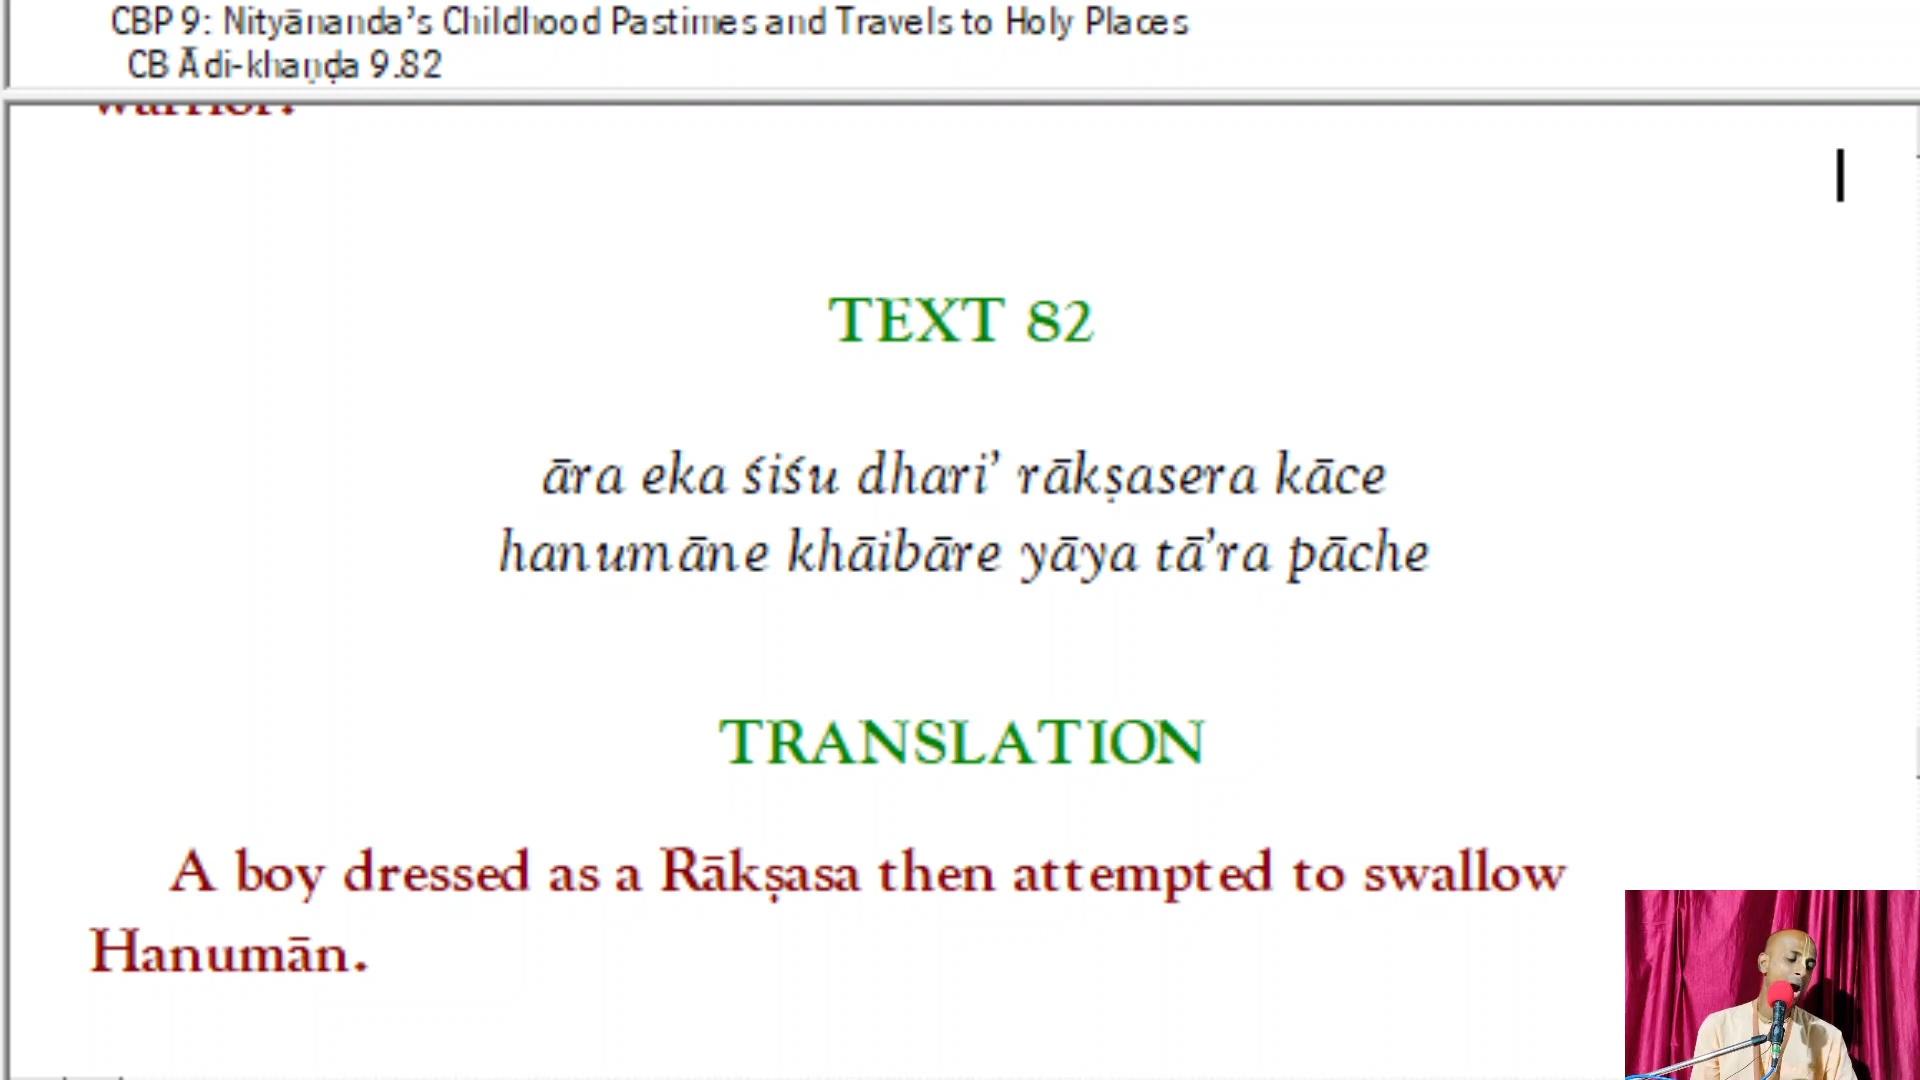 CBP 9: Nityānanda’s Childhood Pastimes and Travels to Holy Places
CB Ādi-khaṇḍa 9.82
warrior.
TEXT 82
āra eka śiśu dhari’ rākṣasera kāce
hanumāne khāibāre yāya tā’ra pāche
TRANSLATION
A boy dressed as a Rākṣasa then attempted to swallow
Hanumān.